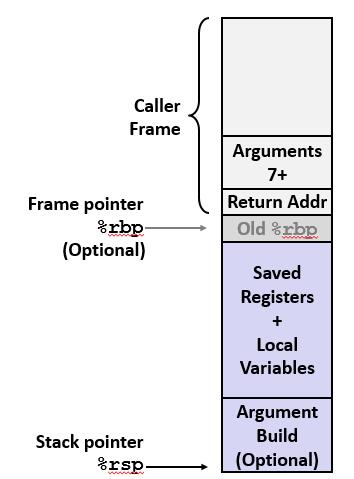 Caller
Frame
Arguments
7+
Return Addr
Frame pointer
%rbp
(Optional)
Old %rbp
Saved
Registers
+
Local
Variables
Argument
Build
(Optional)
Stack pointer
%rsp